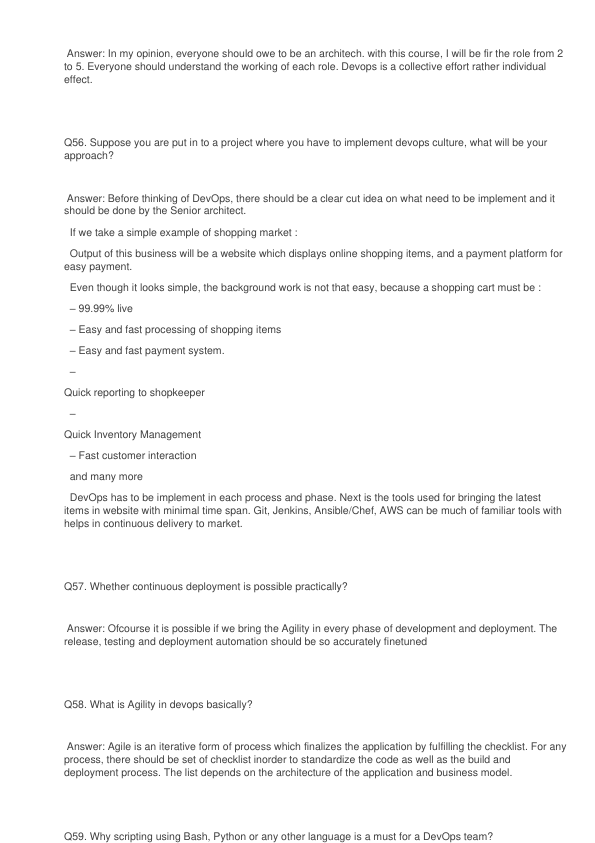 Answer: In my opinion, everyone should owe to be an architech. with this course, I will be fir the role from 2
to 5. Everyone should understand the working of each role. Devops is a collective effort rather individual
effect.
Q56. Suppose you are put in to a project where you have to implement devops culture, what will be your
approach?
Answer: Before thinking of DevOps, there should be a clear cut idea on what need to be implement and it
should be done by the Senior architect.
If we take a simple example of shopping market :
Output of this business will be a website which displays online shopping items, and a payment platform for
easy payment.
Even though it looks simple, the background work is not that easy, because a shopping cart must be :
– 99.99% live
– Easy and fast processing of shopping items
– Easy and fast payment system.
–
Quick reporting to shopkeeper
–
Quick Inventory Management
– Fast customer interaction
and many more
DevOps has to be implement in each process and phase. Next is the tools used for bringing the latest
items in website with minimal time span. Git, Jenkins, Ansible/Chef, AWS can be much of familiar tools with
helps in continuous delivery to market.
Q57. Whether continuous deployment is possible practically?
Answer: Ofcourse it is possible if we bring the Agility in every phase of development and deployment. The
release, testing and deployment automation should be so accurately finetuned
Q58. What is Agility in devops basically?
Answer: Agile is an iterative form of process which finalizes the application by fulfilling the checklist. For any
process, there should be set of checklist inorder to standardize the code as well as the build and
deployment process. The list depends on the architecture of the application and business model.
Q59. Why scripting using Bash, Python or any other language is a must for a DevOps team?